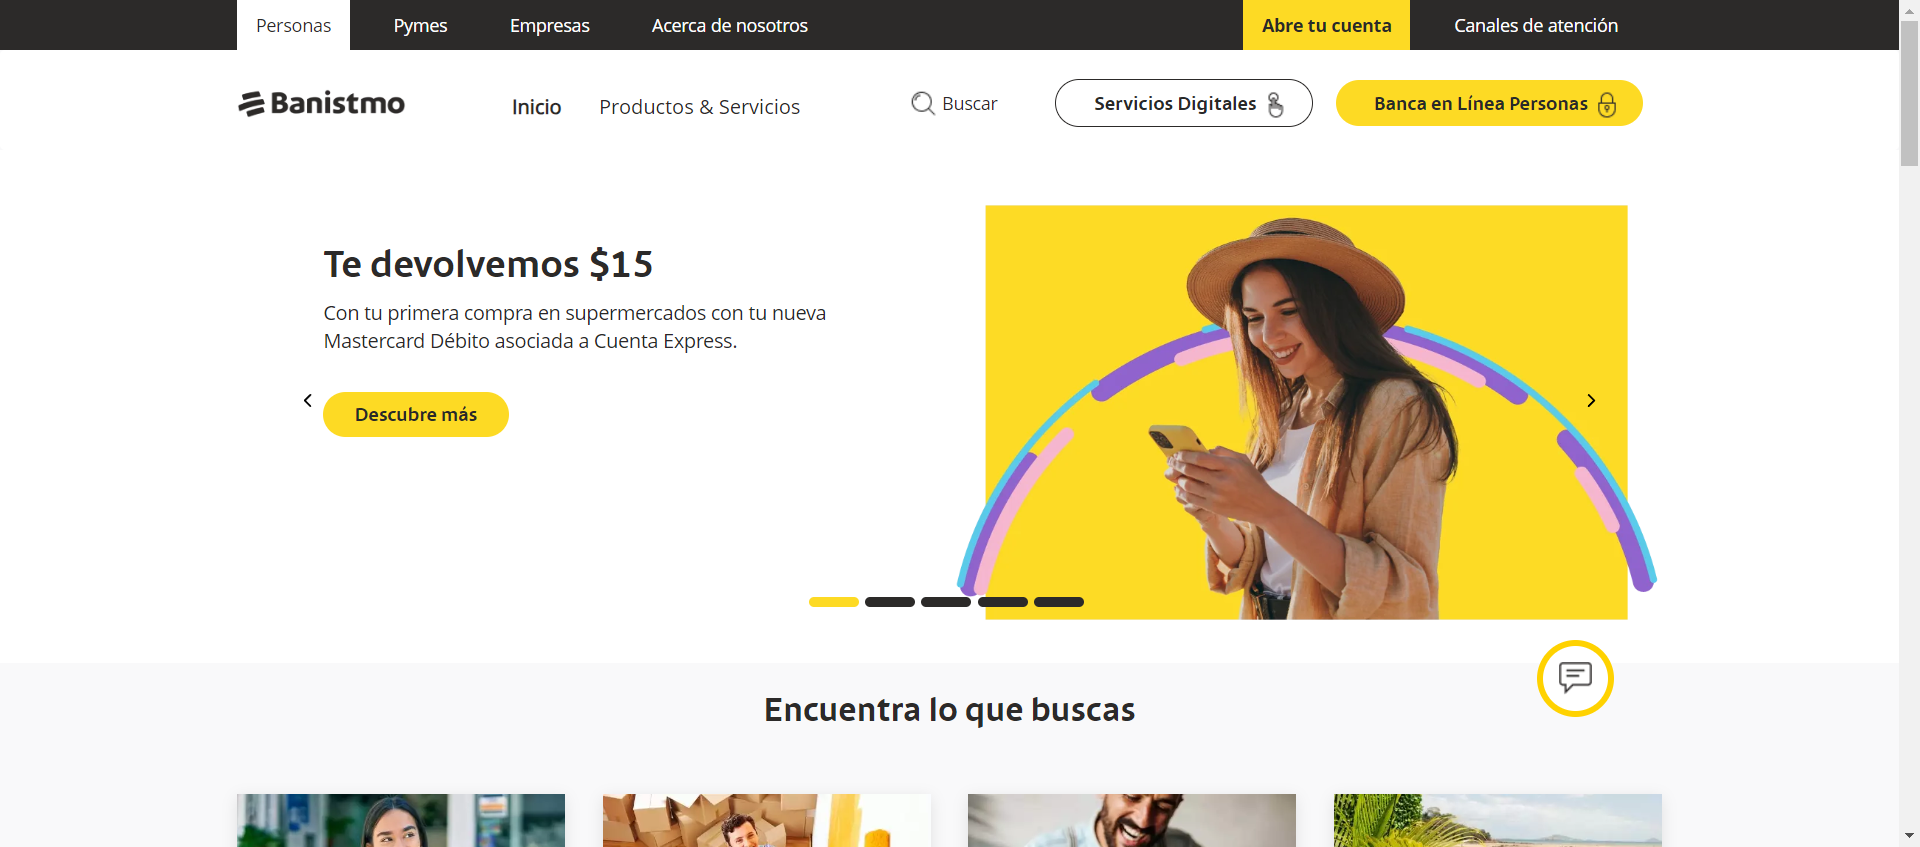 Personas
Pymes
Empresas
Acerca de nosotros
Abre tu cuenta
Canales de atención
Banistmo
Inicio
Productos & Servicios
Buscar
Servicios Digitales
Banca en Línea Personas
Te devolvemos $15
Con tu primera compra en supermercados con tu nueva
Mastercard Débito asociada a Cuenta Express.
Descubre más
Encuentra lo que buscas